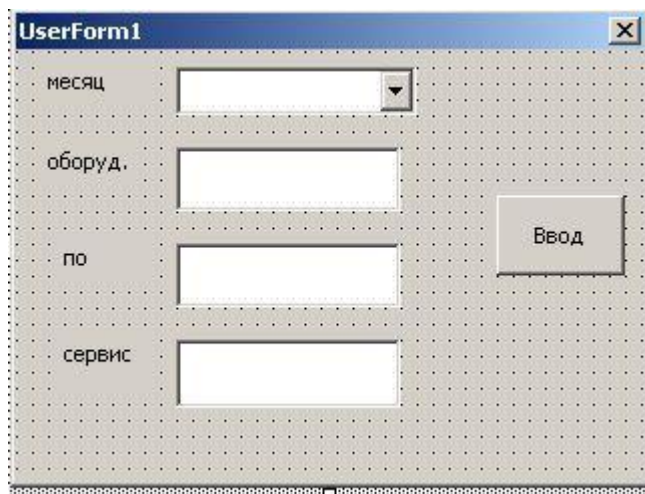 UserForm1
месяц
оборуд.
Ввод
по
сервис